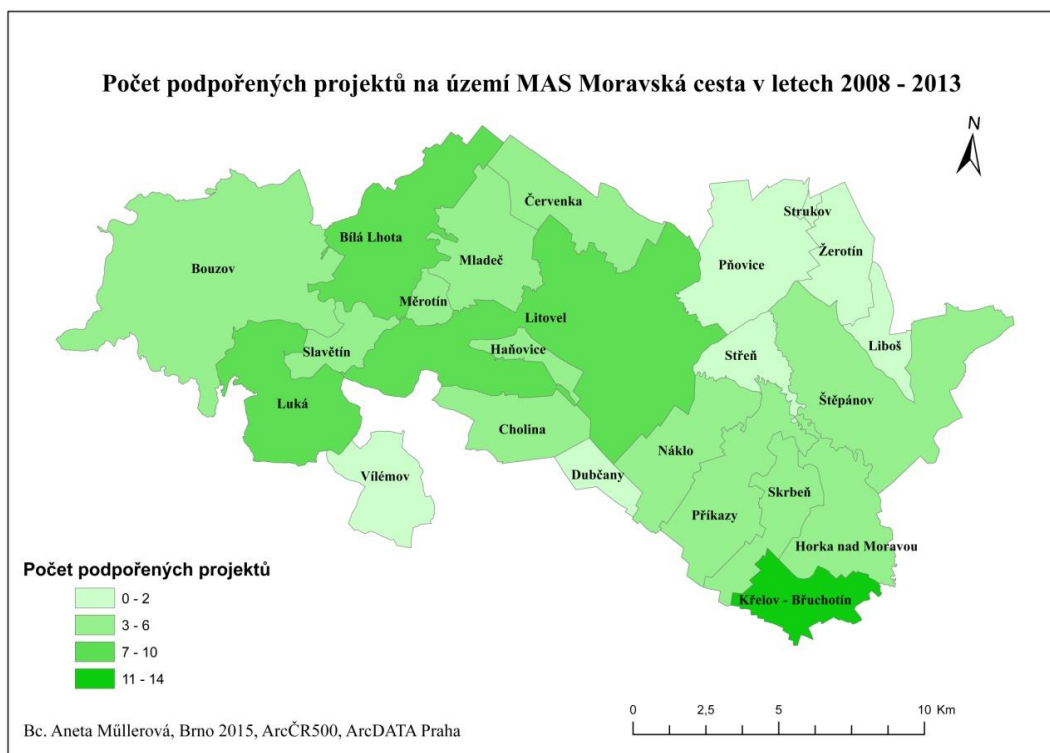 Počet podpořených projektů na území MAS Moravská cesta v letech 2008 - 2013
N
Červenka
Strukov
Bílá Lhota
Žerotín
Mladeč
Pňovice
Bouzov
Měrotín
Litovel
Haňovice
Slavětín
Střeň
Liboš
Luká
Štěpánov
Cholina
Náklo
Vílémov
Dubčany
Skrbeň
Příkazy
Horka nad Moravou
Křelov - Břuchotín
Počet podpořených projektů
0 - 2
3 - 6
7 - 10
11 - 14
0 2,5 5 10 Km
Bc. Aneta Műllerová, Brno 2015, ArcČR500, ArcDATA Praha